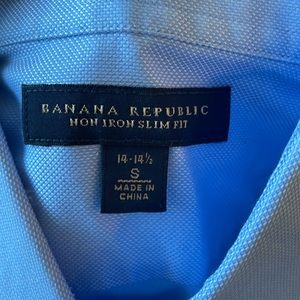 BANANA REPUBLIC
NON IRON SLIM FIT
14-14½
S
MADE IN
CHINA